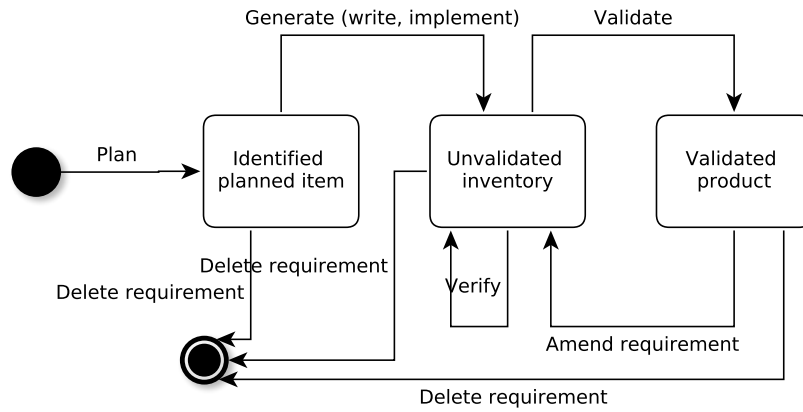 Generate (write, implement)
Validate
Plan
Identified
planned item
Unvalidated
inventory
Validated
product
Delete requirement
Delete requirement
Verify
Amend requirement
Delete requirement